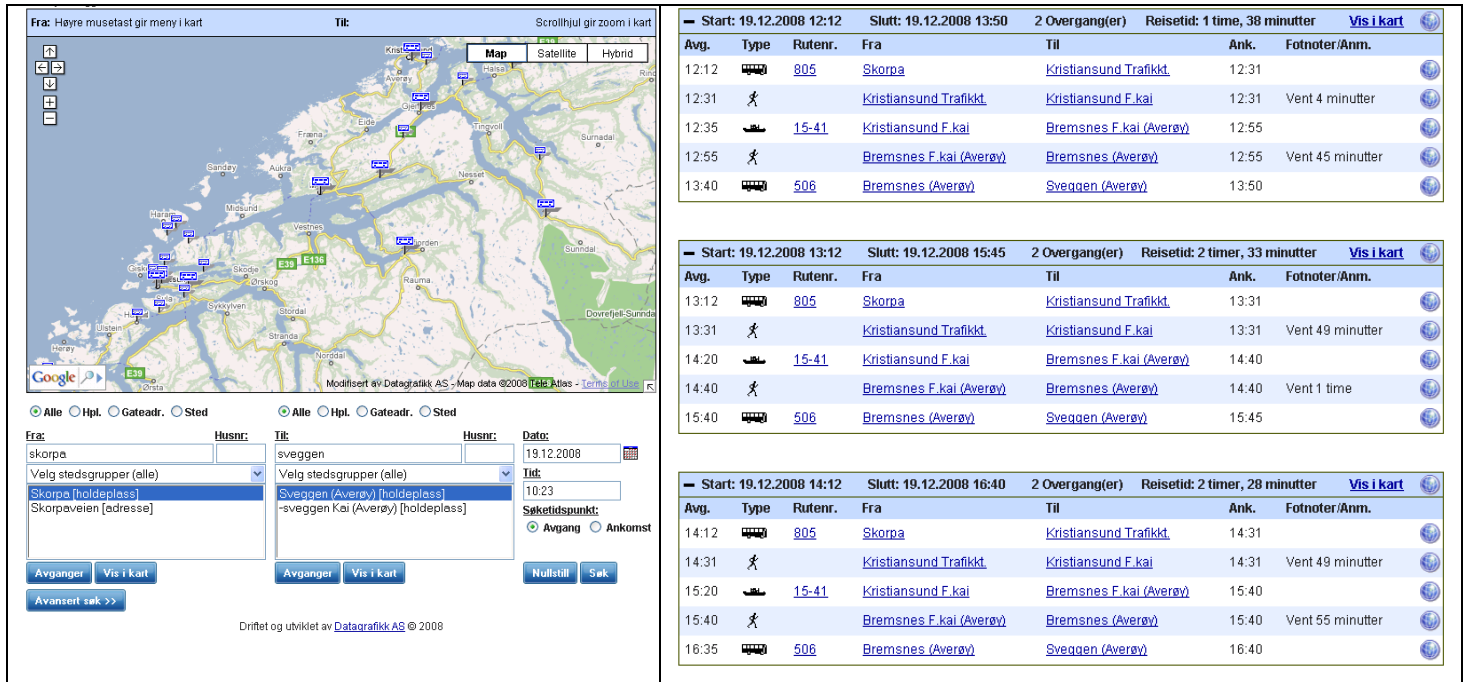 Fra: Høyre musetast gir meny i kart Til: Scrollhjul gir zoom i kart
Map Satellite Hybrid
Averøy
Halsa
Gjemnes
Eide
Fræna
Tingvoll
Surnadal
Sandøy
Aukra
Nesset
Haram
Midsund
Vestnes
Sunndal
E39 E136
Skodje
Ørskog
Rauma
Sykkylven
Stordal
Dovrefjell-Sunnda
Ulstein
Stranda
Herøy
Norddal
E39
Ørsta
Google
Modifisert av Datagrafikk AS - Map data ©2008 Tele Atlas - Terms of Use
Alle Hpl. Gateadr. Sted Alle Hpl. Gateadr. Sted
Fra: Husnr: Til: Husnr: Dato:
skorpa sveggen 19.12.2008
Velg stedsgrupper (alle) Velg stedsgrupper (alle) Tid:
Skorpa [holdeplass] Sveggen (Averøy) [holdeplass] 10:23
Skorpaveien [adresse] -sveggen Kai (Averøy) [holdeplass] Søketidspunkt:
Avgang Ankomst
Avganger Vis i kart Avganger Vis i kart Nullstill Søk
Avansert søk >>
Driftet og utviklet av Datagrafikk AS © 2008
Start: 19.12.2008 12:12 Slutt: 19.12.2008 13:50 2 Overgang(er) Reisetid: 1 time, 38 minutter Vis i kart
Avg. Type Rutenr. Fra Til Ank. Fotnoter/Anm.
12:12 805 Skorpa Kristiansund Trafikkt. 12:31
12:31 Kristiansund Trafikkt. Kristiansund F.kai 12:31 Vent 4 minutter
12:35 15-41 Kristiansund F.kai Bremsnes F.kai (Averøy) 12:55
12:55 Bremsnes F.kai (Averøy) Bremsnes (Averøy) 12:55 Vent 45 minutter
13:40 506 Bremsnes (Averøy) Sveggen (Averøy) 13:50
Start: 19.12.2008 13:12 Slutt: 19.12.2008 15:45 2 Overgang(er) Reisetid: 2 timer, 33 minutter Vis i kart
Avg. Type Rutenr. Fra Til Ank. Fotnoter/Anm.
13:12 805 Skorpa Kristiansund Trafikkt. 13:31
13:31 Kristiansund Trafikkt. Kristiansund F.kai 13:31 Vent 49 minutter
14:20 15-41 Kristiansund F.kai Bremsnes F.kai (Averøy) 14:40
14:40 Bremsnes F.kai (Averøy) Bremsnes (Averøy) 14:40 Vent 1 time
15:40 506 Bremsnes (Averøy) Sveggen (Averøy) 15:45
Start: 19.12.2008 14:12 Slutt: 19.12.2008 16:40 2 Overgang(er) Reisetid: 2 timer, 28 minutter Vis i kart
Avg. Type Rutenr. Fra Til Ank. Fotnoter/Anm.
14:12 805 Skorpa Kristiansund Trafikkt. 14:31
14:31 Kristiansund Trafikkt. Kristiansund F.kai 14:31 Vent 49 minutter
15:20 15-41 Kristiansund F.kai Bremsnes F.kai (Averøy) 15:40
15:40 Bremsnes F.kai (Averøy) Bremsnes (Averøy) 15:40 Vent 55 minutter
16:35 506 Bremsnes (Averøy) Sveggen (Averøy) 16:40